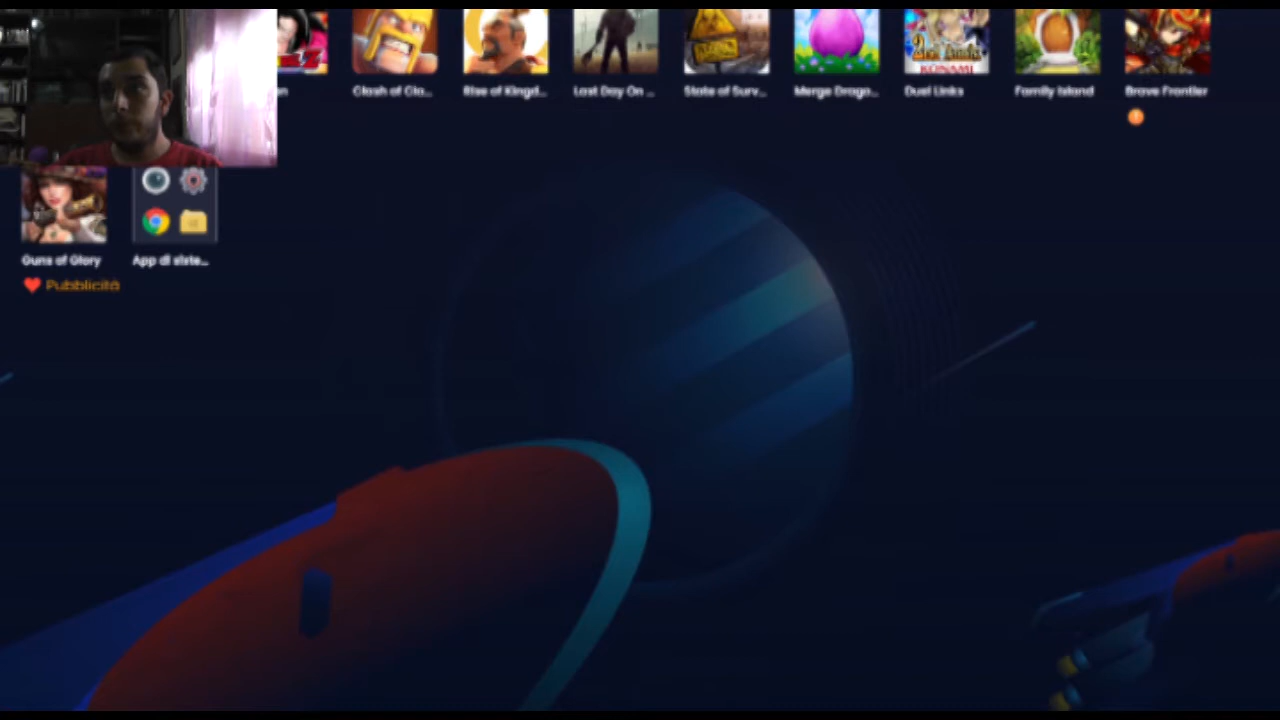 Clash of Cla...
Rise of Kingd...
Last Day On ...
State of Surv...
Merge Drago...
Duel Links
Family Island
Brave Frontier
Guns of Glory
App di siste...
Pubblicità